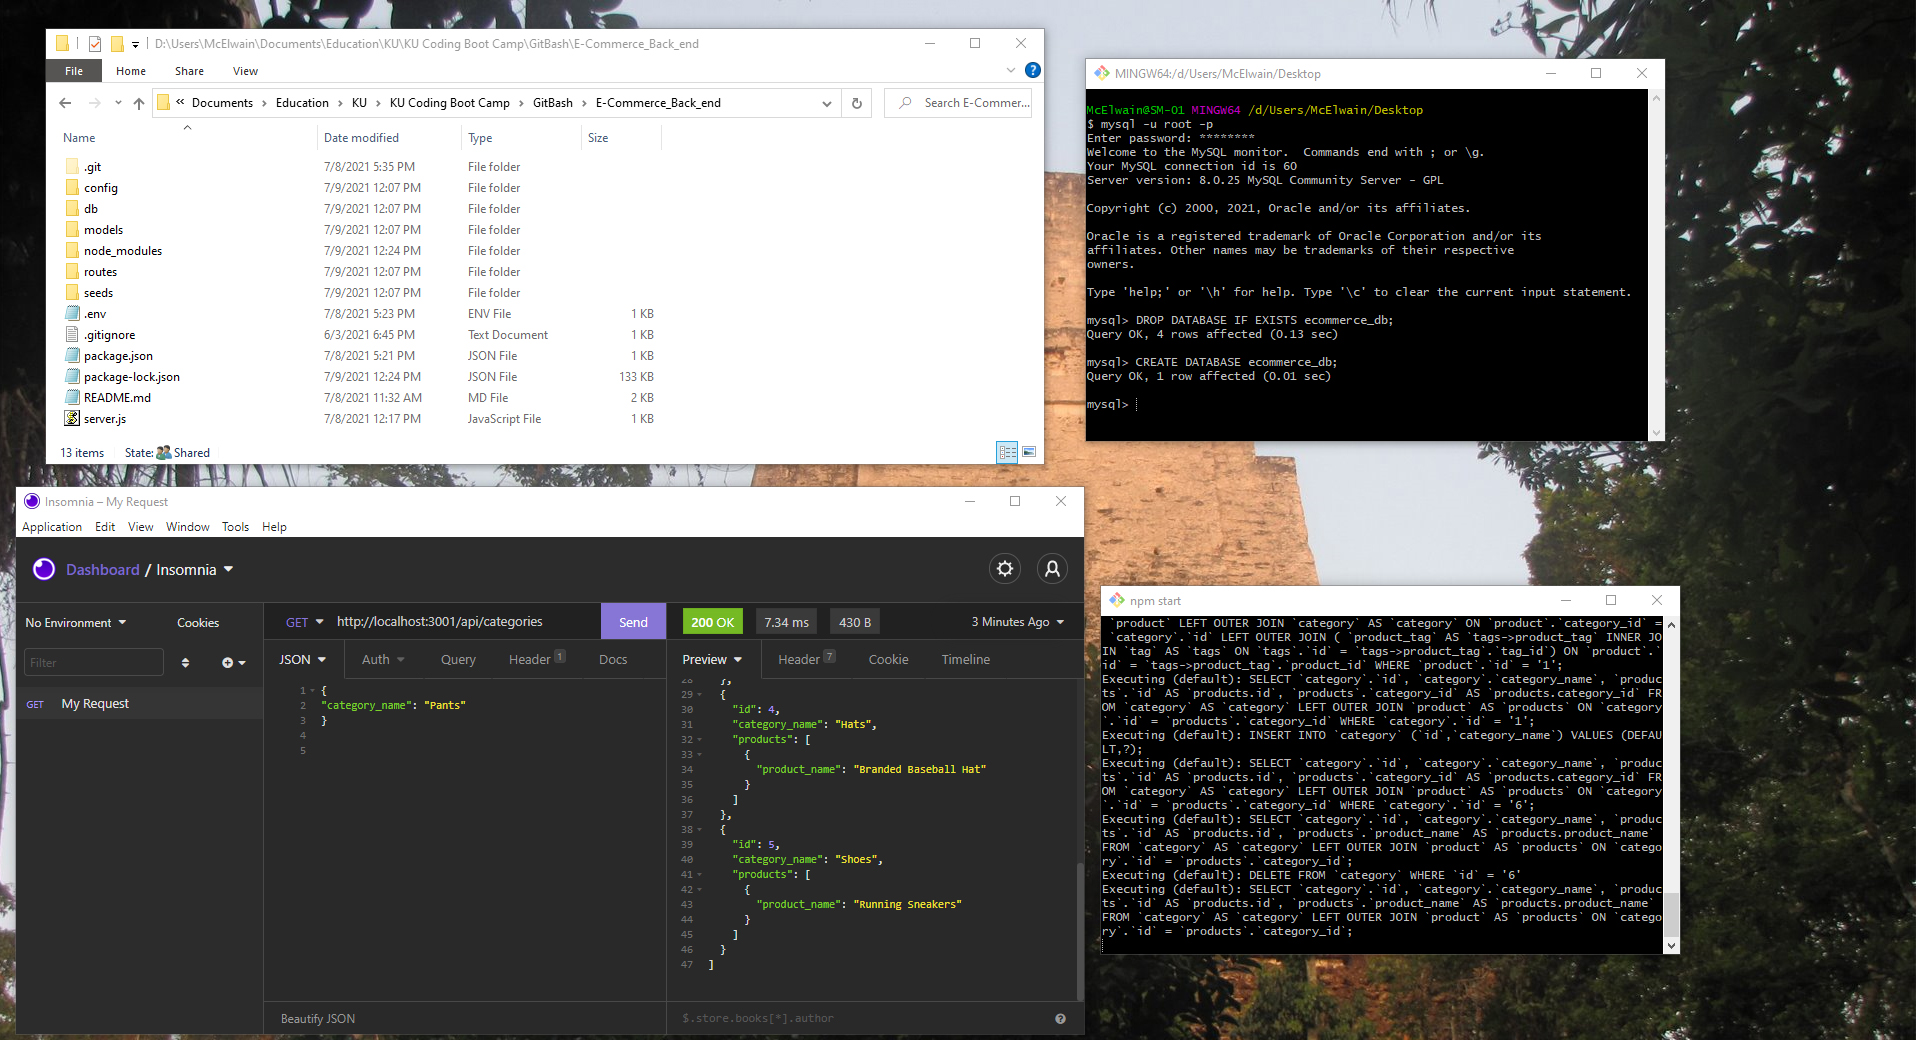 D:\Users\McElwain\Documents\Education\KU\KU Coding Boot Camp\GitBash\E-Commerce_Back_end
File Home Share View
« Documents › Education › KU › KU Coding Boot Camp › GitBash › E-Commerce_Back_end
Search E-Commer...
Name Date modified Type Size
.git 7/8/2021 5:35 PM File folder
config 7/9/2021 12:07 PM File folder
db 7/9/2021 12:07 PM File folder
models 7/9/2021 12:07 PM File folder
node_modules 7/9/2021 12:24 PM File folder
routes 7/9/2021 12:07 PM File folder
seeds 7/9/2021 12:07 PM File folder
.env 7/8/2021 5:23 PM ENV File 1 KB
.gitignore 6/3/2021 6:45 PM Text Document 1 KB
package.json 7/8/2021 5:21 PM JSON File 1 KB
package-lock.json 7/9/2021 12:24 PM JSON File 133 KB
README.md 7/8/2021 11:32 AM MD File 2 KB
server.js 7/8/2021 12:17 PM JavaScript File 1 KB
13 items State: Shared
MINGW64:/d/Users/McElwain/Desktop
McElwain@SM-01 MINGW64 /d/Users/McElwain/Desktop
$ mysql -u root -p
Enter password: ********
Welcome to the MySQL monitor.  Commands end with ; or \g.
Your MySQL connection id is 60
Server version: 8.0.25 MySQL Community Server - GPL
Copyright (c) 2000, 2021, Oracle and/or its affiliates.
Oracle is a registered trademark of Oracle Corporation and/or its
affiliates. Other names may be trademarks of their respective
owners.
Type 'help;' or '\h' for help. Type '\c' to clear the current input statement.
mysql> DROP DATABASE IF EXISTS ecommerce_db;
Query OK, 4 rows affected (0.13 sec)
mysql> CREATE DATABASE ecommerce_db;
Query OK, 1 row affected (0.01 sec)
mysql>
Insomnia – My Request
Application Edit View Window Tools Help
Dashboard / Insomnia
No Environment Cookies
Filter
GET My Request
GET http://localhost:3001/api/categories Send
JSON Auth Query Header 1 Docs
1 {
2 "category_name": "Pants"
3 }
4
5
Beautify JSON
200 OK 7.34 ms 430 B 3 Minutes Ago
Preview Header 7 Cookie Timeline
28 },
29 {
30 "id": 4,
31 "category_name": "Hats",
32 "products": [
33 {
34 "product_name": "Branded Baseball Hat"
35 }
36 ]
37 },
38 {
39 "id": 5,
40 "category_name": "Shoes",
41 "products": [
42 {
43 "product_name": "Running Sneakers"
44 }
45 ]
46 }
47 ]
$.store.books[*].author
npm start
`product` LEFT OUTER JOIN `category` AS `category` ON `product`.`category_id` =
`category`.`id` LEFT OUTER JOIN ( `product_tag` AS `tags->product_tag` INNER JO
IN `tag` AS `tags` ON `tags`.`id` = `tags->product_tag`.`tag_id`) ON `product`.`
id` = `tags->product_tag`.`product_id` WHERE `product`.`id` = '1';
Executing (default): SELECT `category`.`id`, `category`.`category_name`, `produc
ts`.`id` AS `products.id`, `products`.`category_id` AS `products.category_id` FR
OM `category` AS `category` LEFT OUTER JOIN `product` AS `products` ON `category
`.`id` = `products`.`category_id` WHERE `category`.`id` = '1';
Executing (default): INSERT INTO `category` (`id`,`category_name`) VALUES (DEFAU
LT,?);
Executing (default): SELECT `category`.`id`, `category`.`category_name`, `produc
ts`.`id` AS `products.id`, `products`.`category_id` AS `products.category_id` FR
OM `category` AS `category` LEFT OUTER JOIN `product` AS `products` ON `category
`.`id` = `products`.`category_id` WHERE `category`.`id` = '6';
Executing (default): SELECT `category`.`id`, `category`.`category_name`, `produc
ts`.`id` AS `products.id`, `products`.`product_name` AS `products.product_name`
FROM `category` AS `category` LEFT OUTER JOIN `product` AS `products` ON `catego
ry`.`id` = `products`.`category_id`;
Executing (default): DELETE FROM `category` WHERE `id` = '6'
Executing (default): SELECT `category`.`id`, `category`.`category_name`, `produc
ts`.`id` AS `products.id`, `products`.`product_name` AS `products.product_name`
FROM `category` AS `category` LEFT OUTER JOIN `product` AS `products` ON `catego
ry`.`id` = `products`.`category_id`;